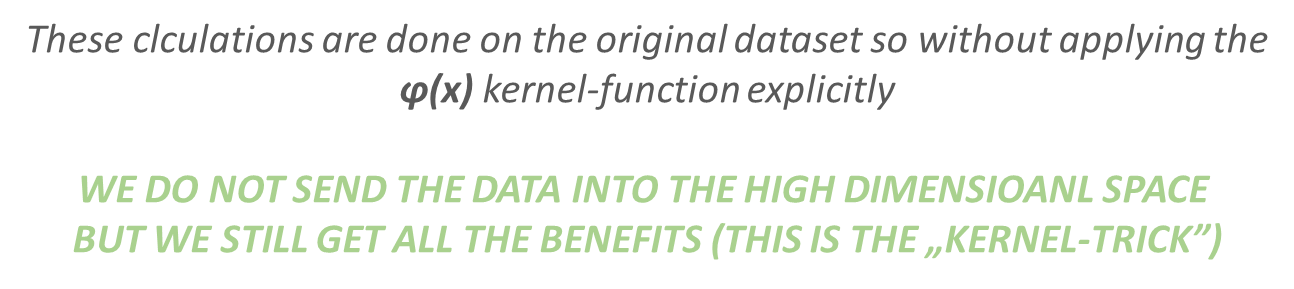 These clculations are done on the original dataset so without applying the
φ(x) kernel-function explicitly
WE DO NOT SEND THE DATA INTO THE HIGH DIMENSIOANL SPACE
BUT WE STILL GET ALL THE BENEFITS (THIS IS THE „KERNEL-TRICK”)